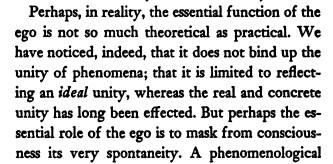 Perhaps, in reality, the essential function of the
ego is not so much theoretical as practical. We
have noticed, indeed, that it does not bind up the
unity of phenomena; that it is limited to reflect-
ing an ideal unity, whereas the real and concrete
unity has long been effected. But perhaps the es-
sential role of the ego is to mask from conscious-
ness its very spontaneity. A phenomenological